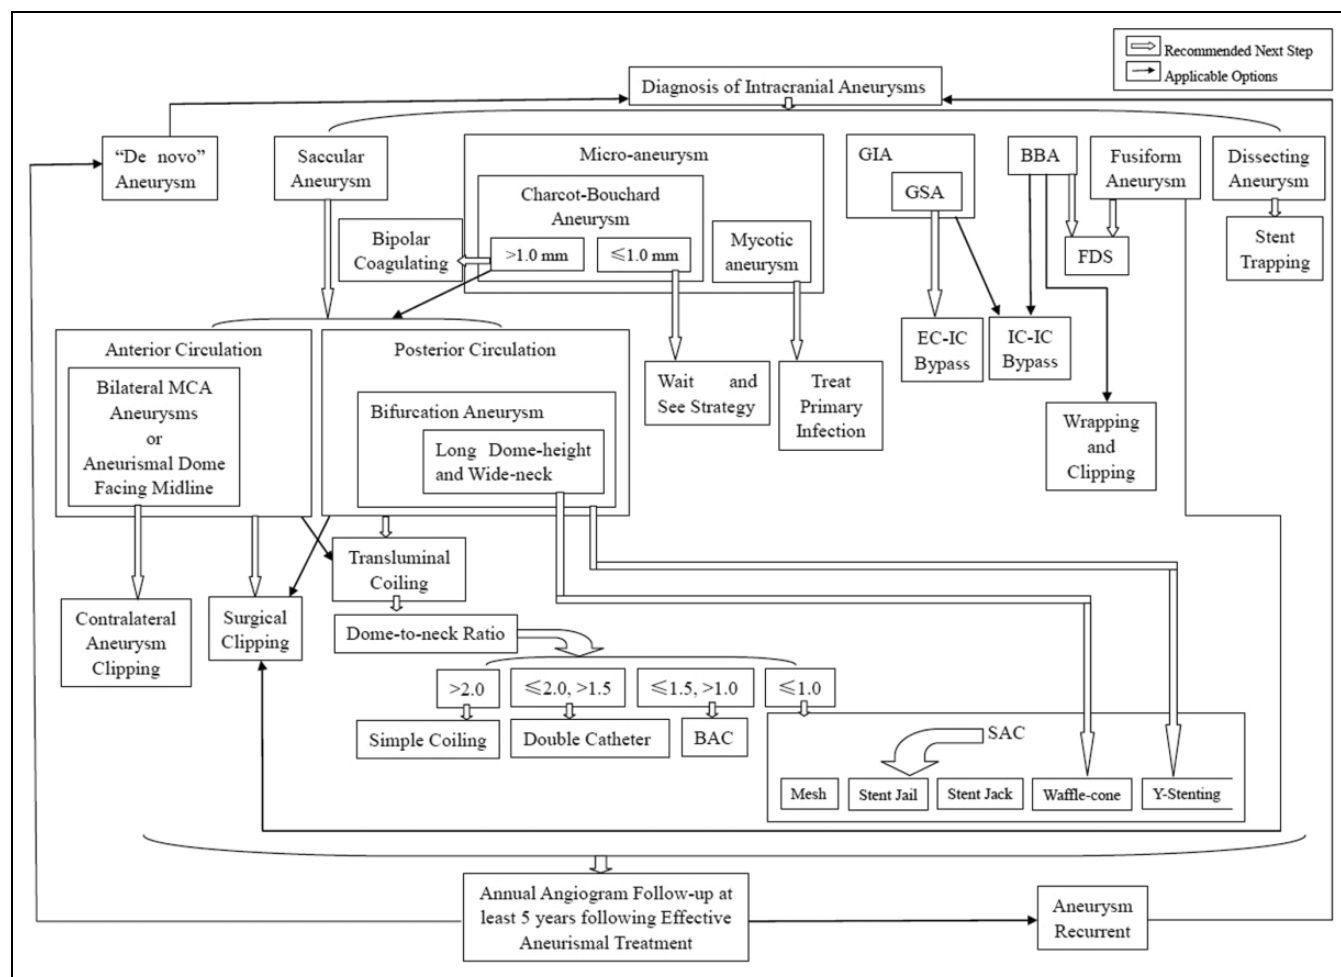 Recommended Next Step
Applicable Options
Diagnosis of Intracranial Aneurysms
“De novo”
Aneurysm
Saccular
Aneurysm
Micro-aneurysm
Charcot-Bouchard
Aneurysm
>1.0 mm
≤1.0 mm
Bipolar
Coagulating
Mycotic
aneurysm
GIA
GSA
BBA
Fusiform
Aneurysm
Dissecting
Aneurysm
FDS
Stent
Trapping
EC-IC
Bypass
IC-IC
Bypass
Anterior Circulation
Bilateral MCA
Aneurysms
or
Aneurismal Dome
Facing Midline
Posterior Circulation
Bifurcation Aneurysm
Long Dome-height
and Wide-neck
Wait and
See Strategy
Treat
Primary
Infection
Wrapping
and
Clipping
Contralateral
Aneurysm
Clipping
Surgical
Clipping
Transluminal
Coiling
Dome-to-neck Ratio
>2.0
≤2.0, >1.5
≤1.5, >1.0
≤1.0
Simple Coiling
Double Catheter
BAC
SAC
Mesh
Stent Jail
Stent Jack
Waffle-cone
Y-Stenting
Annual Angiogram Follow-up at
least 5 years following Effective
Aneurismal Treatment
Aneurysm
Recurrent